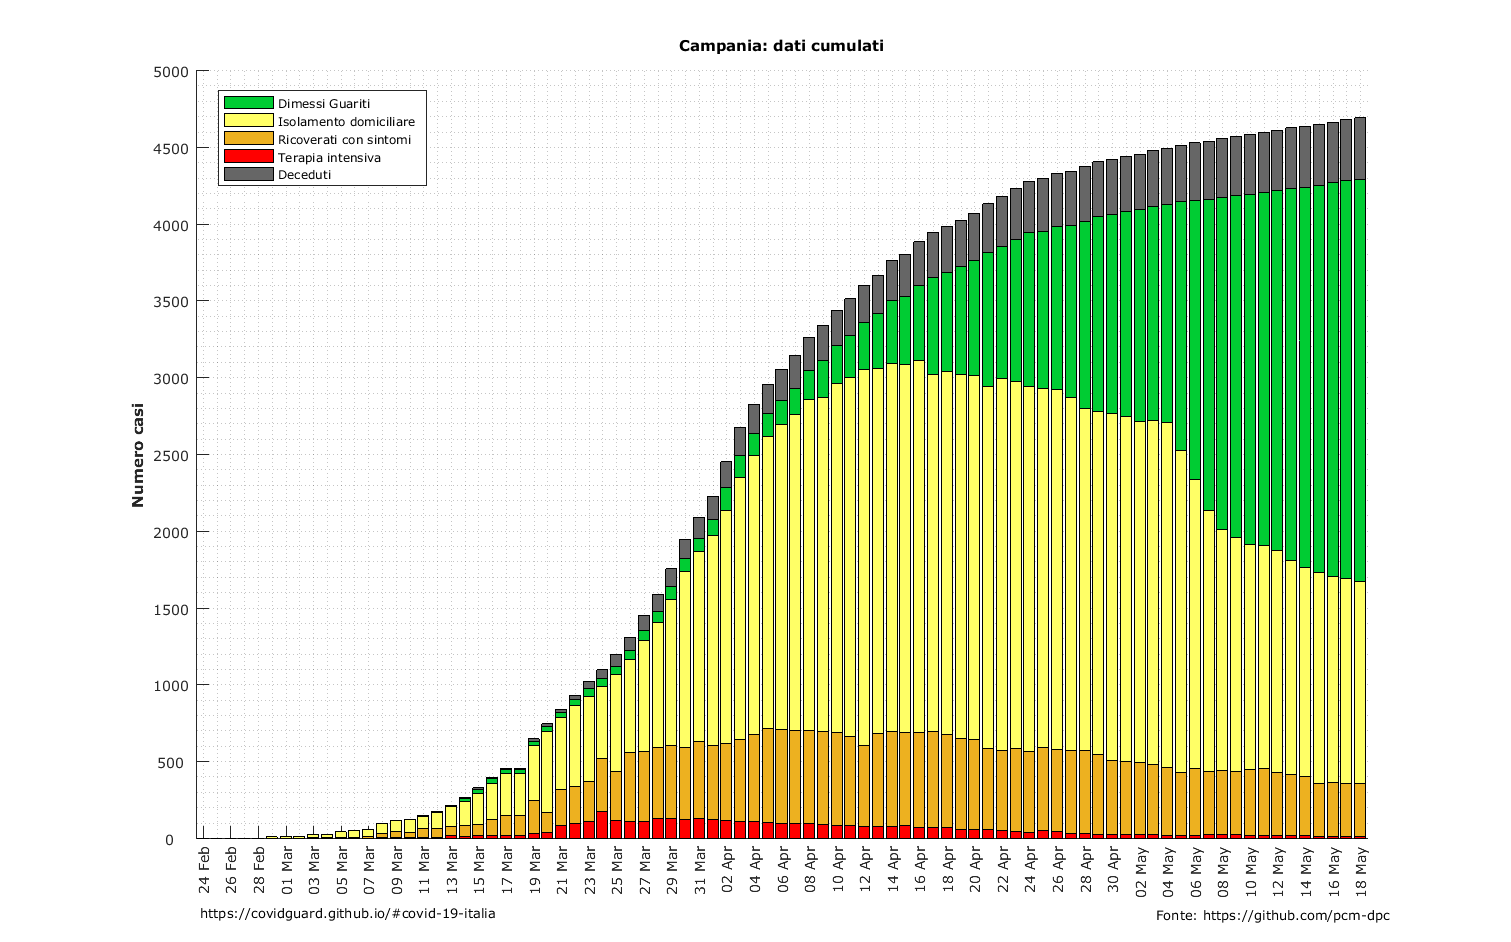 Campania: dati cumulati
5000
4500
4000
3500
3000
2500
2000
1500
1000
500
0
Numero casi
Dimessi Guariti
Isolamento domiciliare
Ricoverati con sintomi
Terapia intensiva
Deceduti
24 Feb
26 Feb
28 Feb
01 Mar
03 Mar
05 Mar
07 Mar
09 Mar
11 Mar
13 Mar
15 Mar
17 Mar
19 Mar
21 Mar
23 Mar
25 Mar
27 Mar
29 Mar
31 Mar
02 Apr
04 Apr
06 Apr
08 Apr
10 Apr
12 Apr
14 Apr
16 Apr
18 Apr
20 Apr
22 Apr
24 Apr
26 Apr
28 Apr
30 Apr
02 May
04 May
06 May
08 May
10 May
12 May
14 May
16 May
18 May
https://covidguard.github.io/#covid-19-italia
Fonte: https://github.com/pcm-dpc